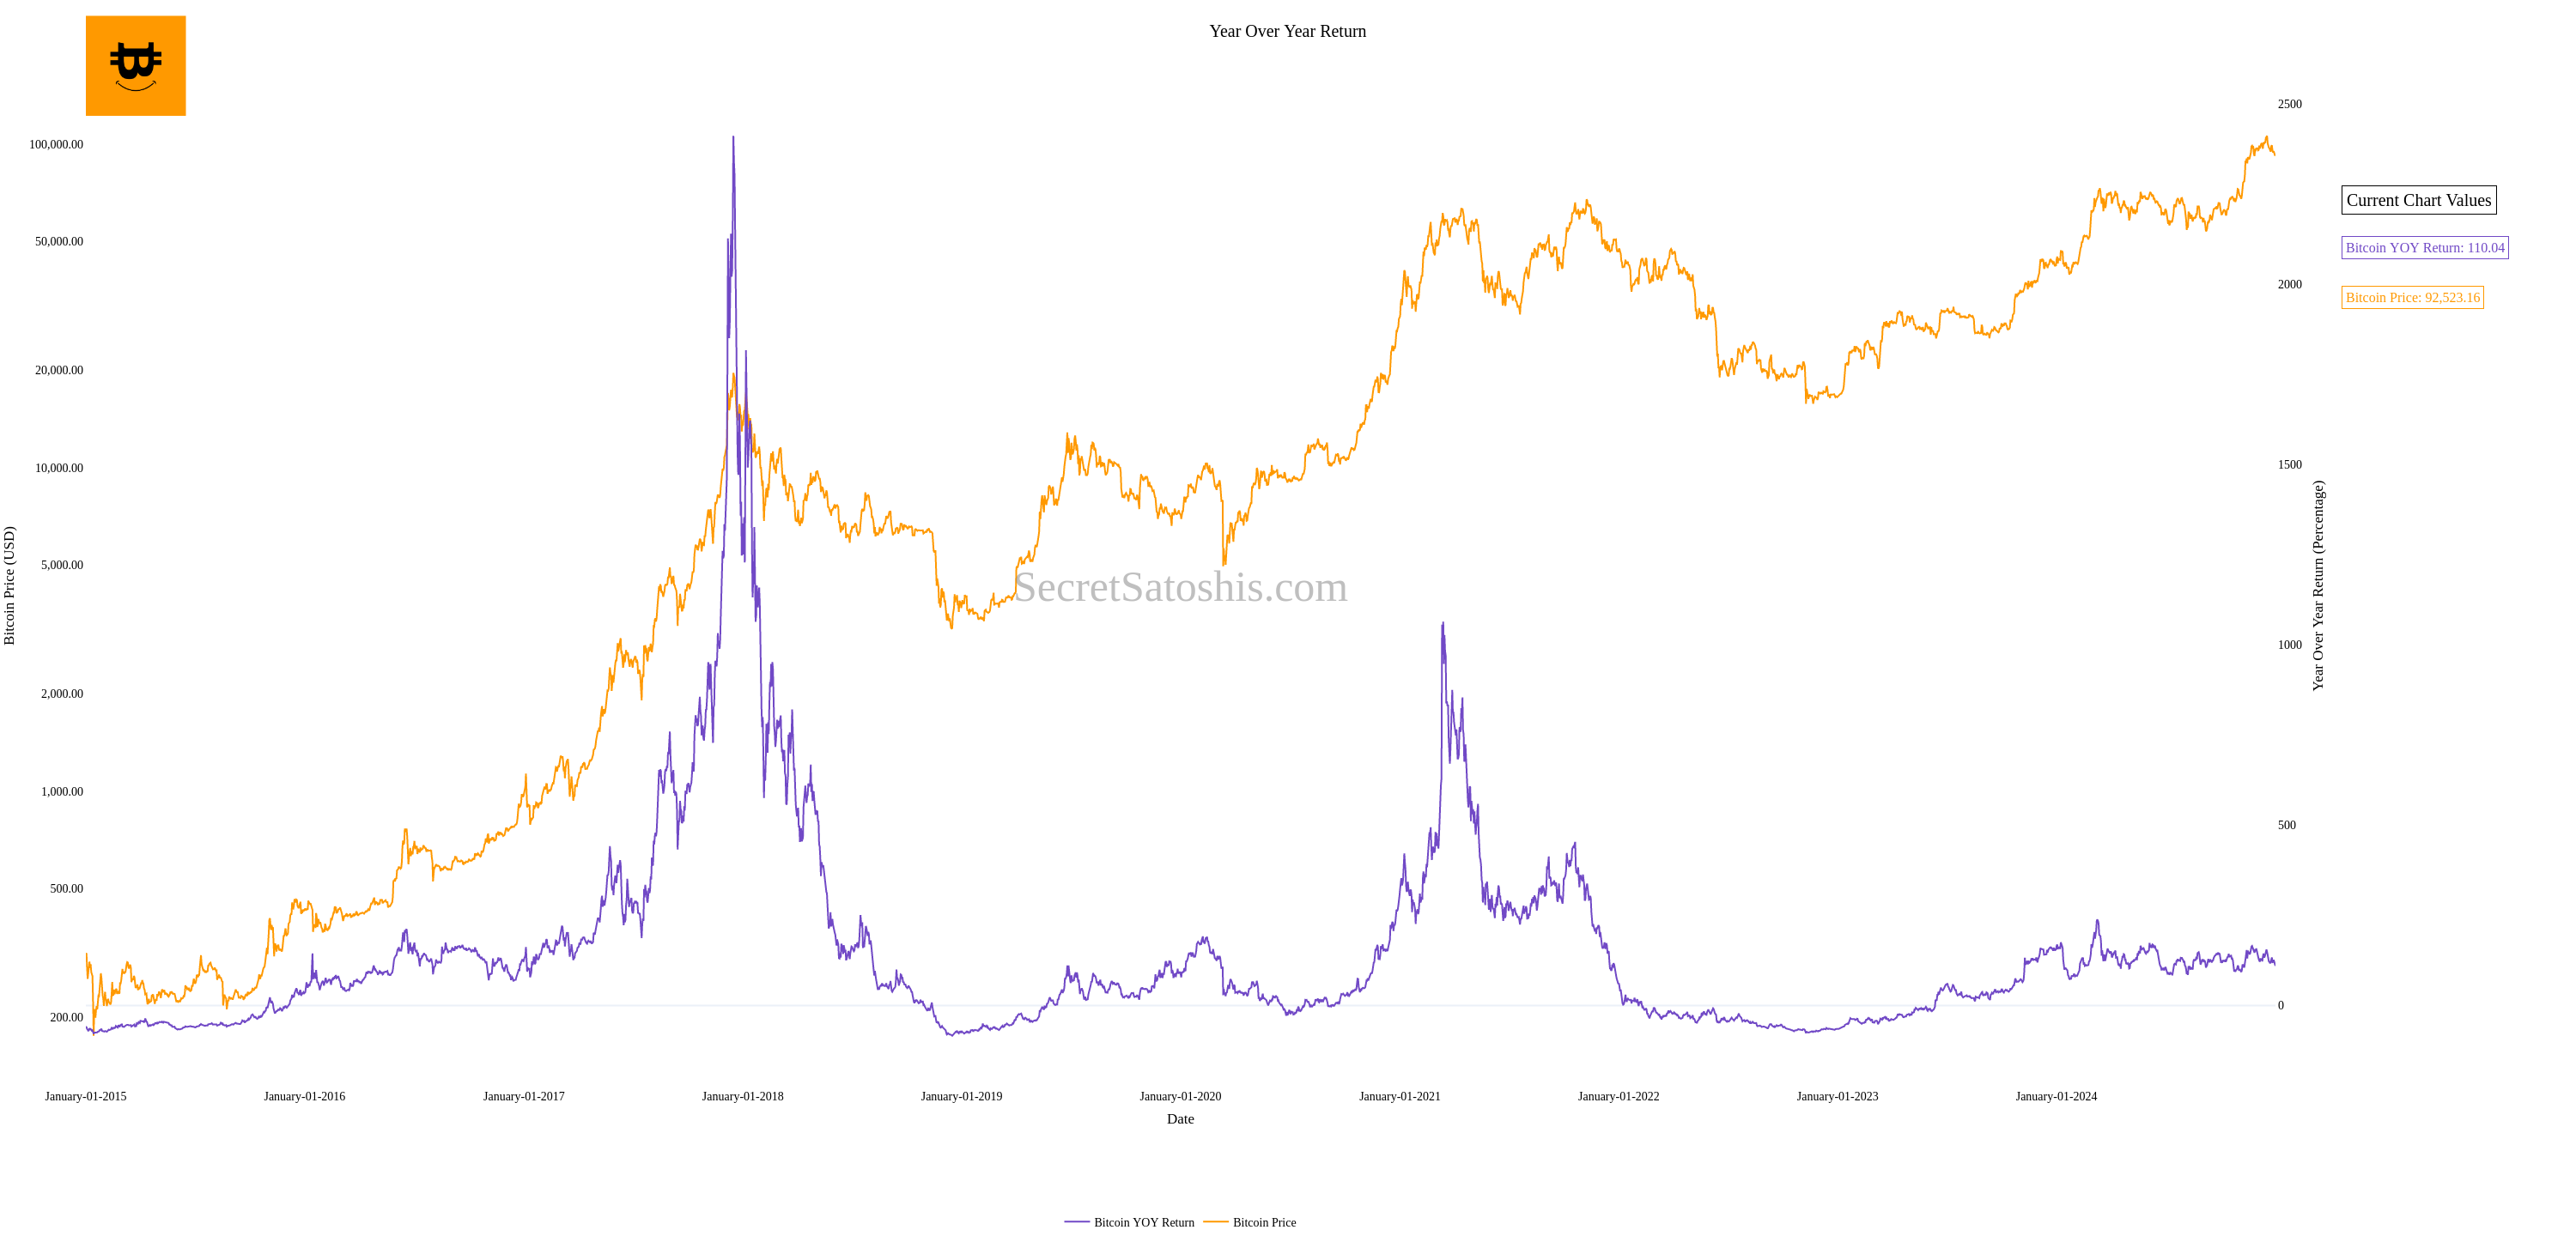 Year Over Year Return
100,000.00
50,000.00
20,000.00
10,000.00
5,000.00
2,000.00
1,000.00
500.00
200.00
Bitcoin Price (USD)
2500
2000
1500
1000
500
0
Year Over Year Return (Percentage)
Current Chart Values
Bitcoin YOY Return: 110.04
Bitcoin Price: 92,523.16
SecretSatoshis.com
January-01-2015
January-01-2016
January-01-2017
January-01-2018
January-01-2019
January-01-2020
January-01-2021
January-01-2022
January-01-2023
January-01-2024
Date
Bitcoin YOY Return
Bitcoin Price